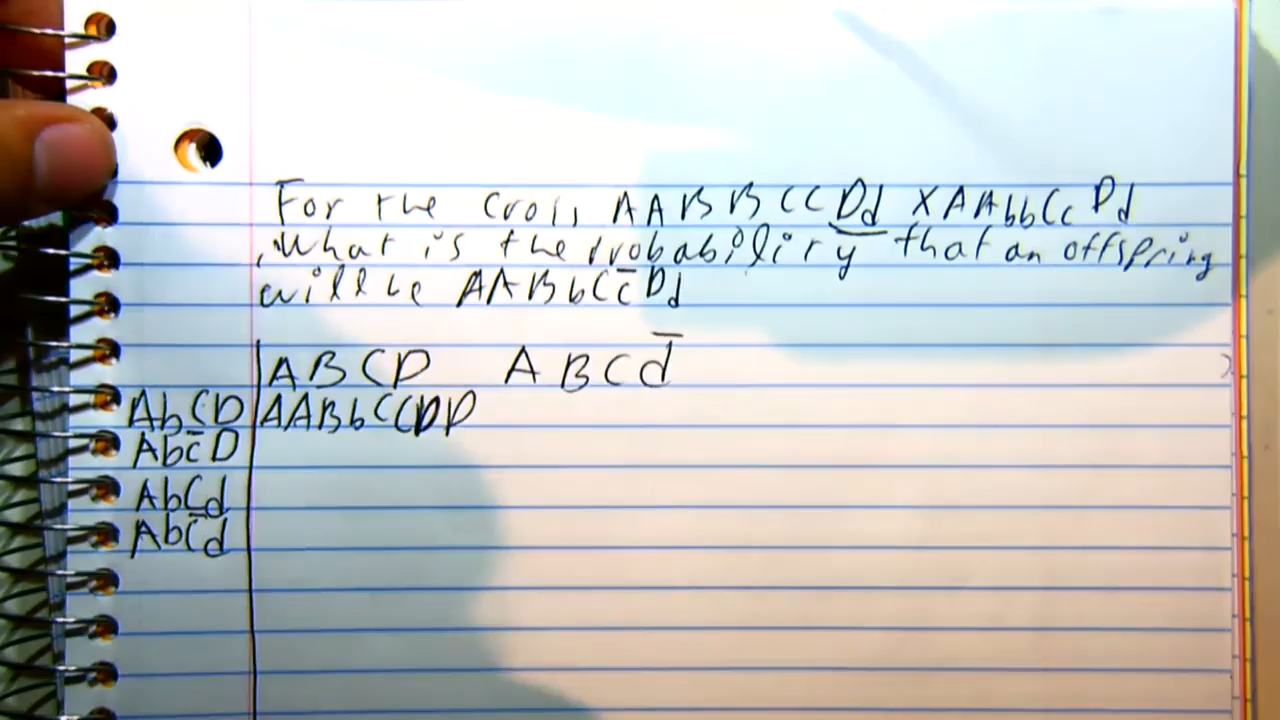 For the Cross AABBCCDd XAAbbCcDd
, What is the probability that an offspring
will be AABbCc̅Dd
ABCD ABCd̅
AbCD AABbCCDD
Abc̅D
AbCd
Abc̅d